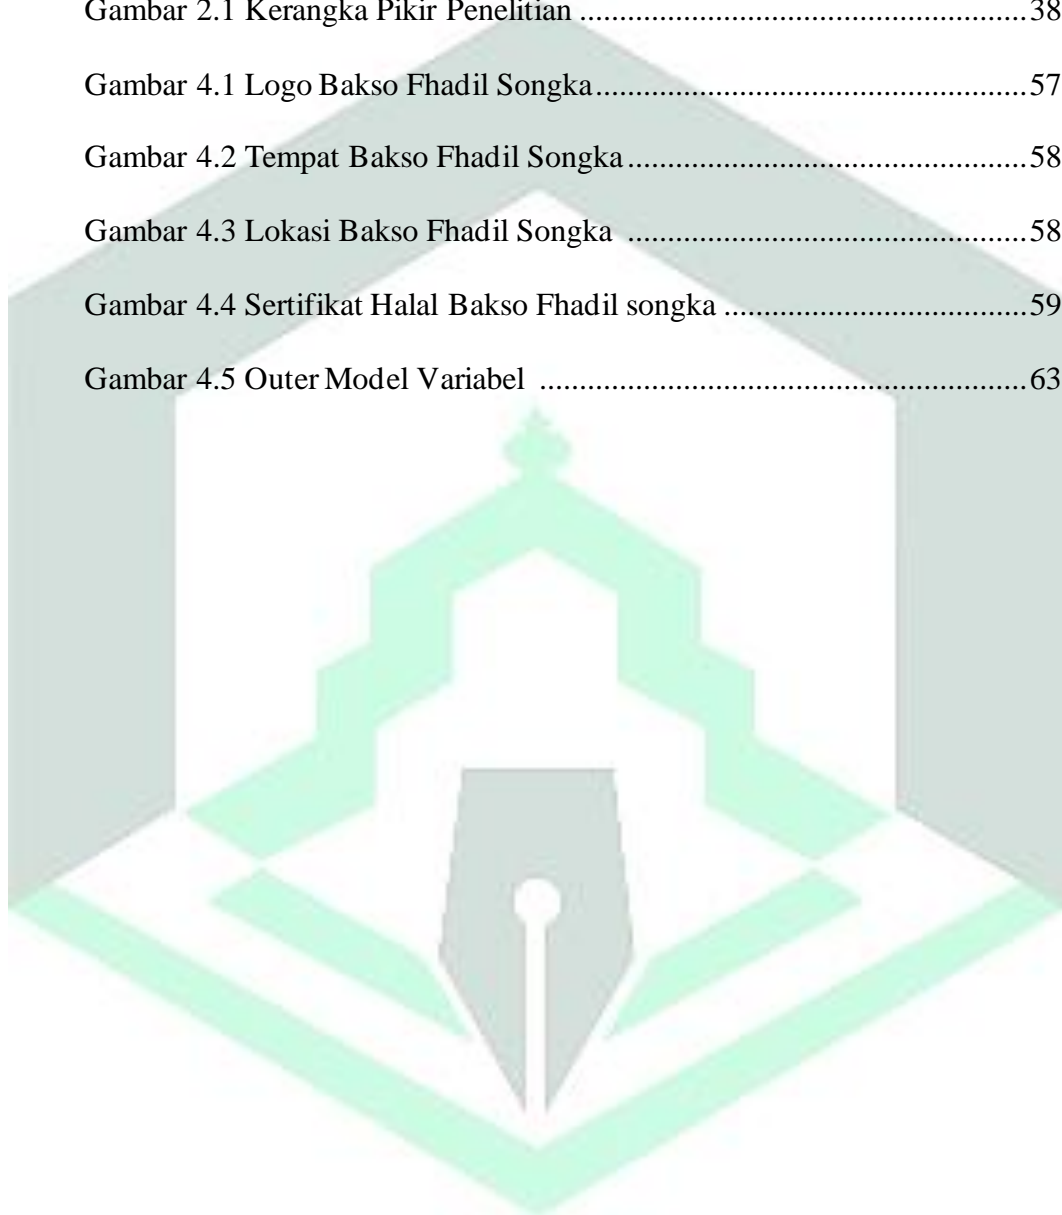 Gambar 2.1 Kerangka Pikir Penelitian ..............................................38
Gambar 4.1 Logo Bakso Fhadil Songka............................................57
Gambar 4.2 Tempat Bakso Fhadil Songka........................................58
Gambar 4.3 Lokasi Bakso Fhadil Songka ........................................58
Gambar 4.4 Sertifikat Halal Bakso Fhadil songka ...............................59
Gambar 4.5 Outer Model Variabel ..................................................63